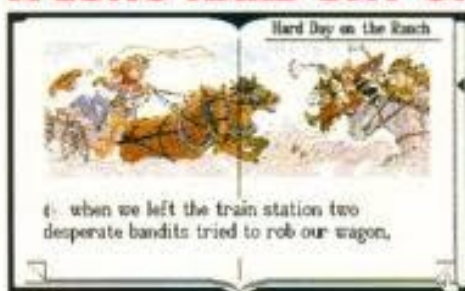 Hard Day on the Ranch
when we left the train station two
desperate bandits tried to rob our wagon,